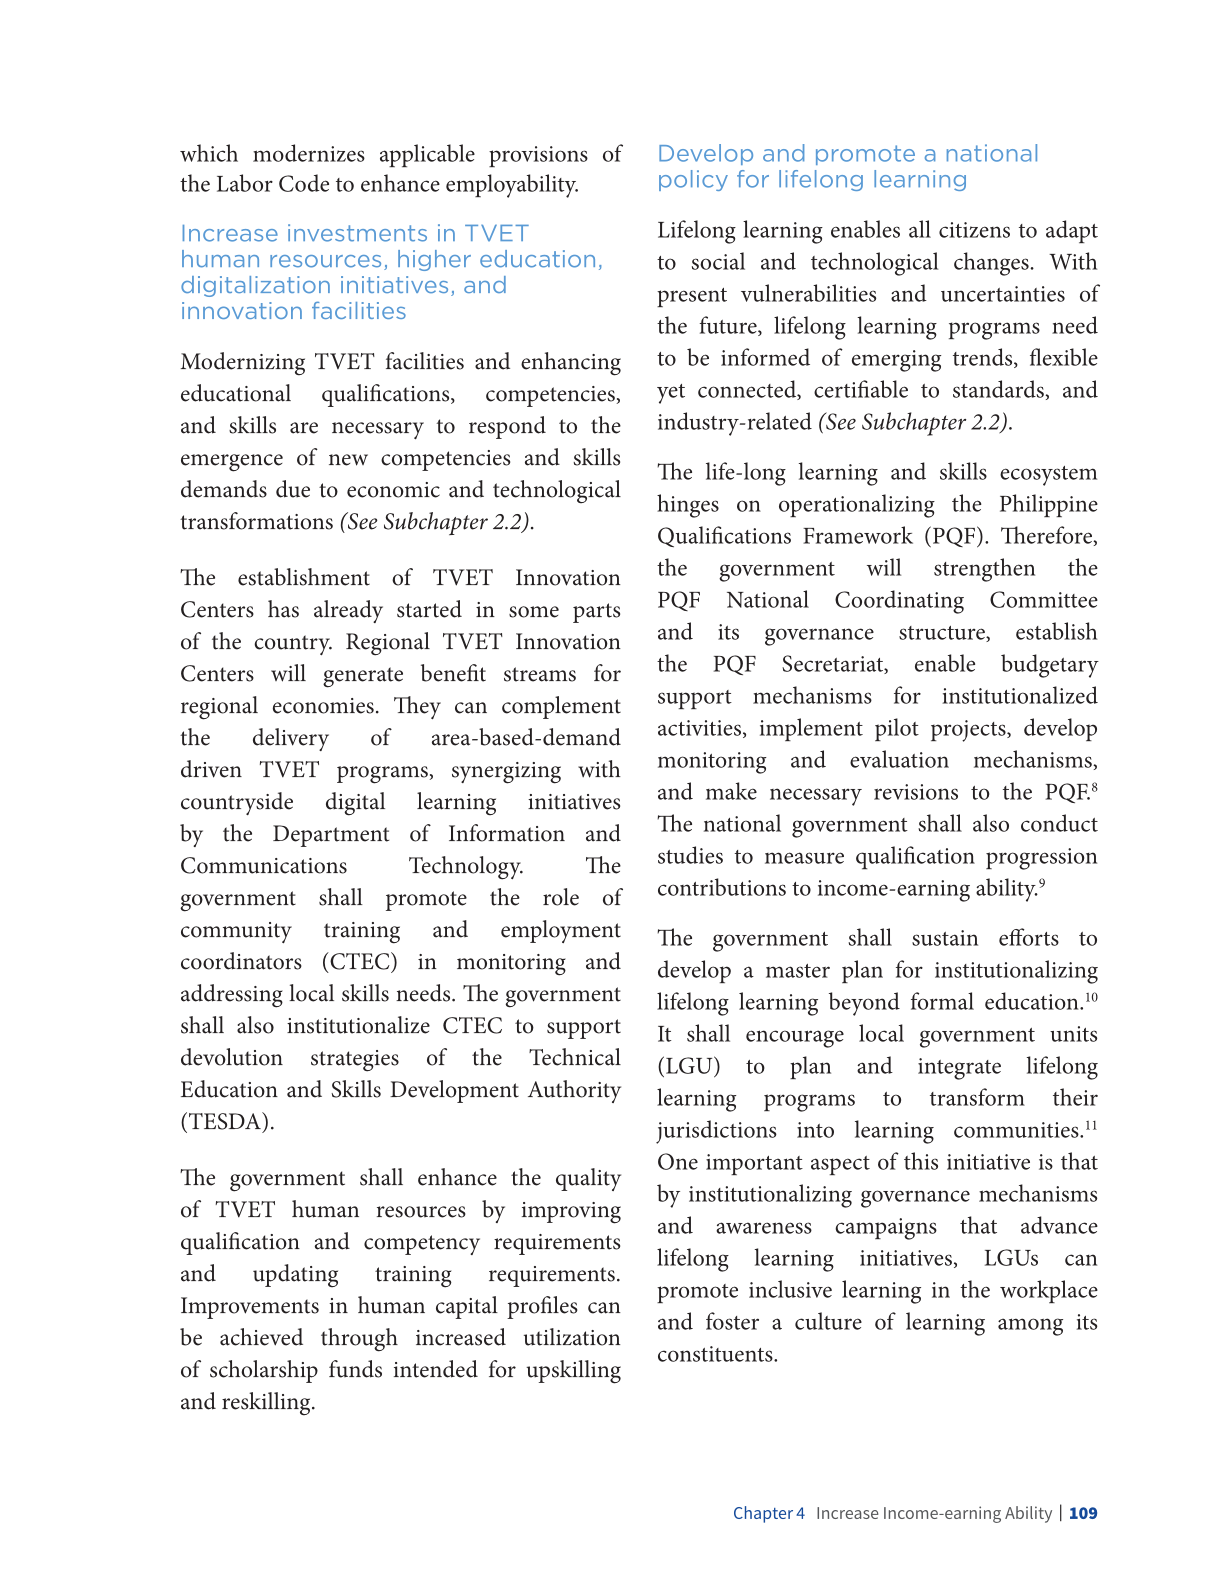 which modernizes applicable provisions of
the Labor Code to enhance employability.
Increase investments in TVET
human resources, higher education,
digitalization initiatives, and
innovation facilities
Modernizing TVET facilities and enhancing
educational qualifications, competencies,
and skills are necessary to respond to the
emergence of new competencies and skills
demands due to economic and technological
transformations (See Subchapter 2.2).
The establishment of TVET Innovation
Centers has already started in some parts
of the country. Regional TVET Innovation
Centers will generate benefit streams for
regional economies. They can complement
the delivery of area-based-demand
driven TVET programs, synergizing with
countryside digital learning initiatives
by the Department of Information and
Communications Technology. The
government shall promote the role of
community training and employment
coordinators (CTEC) in monitoring and
addressing local skills needs. The government
shall also institutionalize CTEC to support
devolution strategies of the Technical
Education and Skills Development Authority
(TESDA).
The government shall enhance the quality
of TVET human resources by improving
qualification and competency requirements
and updating training requirements.
Improvements in human capital profiles can
be achieved through increased utilization
of scholarship funds intended for upskilling
and reskilling.
Develop and promote a national
policy for lifelong learning
Lifelong learning enables all citizens to adapt
to social and technological changes. With
present vulnerabilities and uncertainties of
the future, lifelong learning programs need
to be informed of emerging trends, flexible
yet connected, certifiable to standards, and
industry-related (See Subchapter 2.2).
The life-long learning and skills ecosystem
hinges on operationalizing the Philippine
Qualifications Framework (PQF). Therefore,
the government will strengthen the
PQF National Coordinating Committee
and its governance structure, establish
the PQF Secretariat, enable budgetary
support mechanisms for institutionalized
activities, implement pilot projects, develop
monitoring and evaluation mechanisms,
and make necessary revisions to the PQF.⁸
The national government shall also conduct
studies to measure qualification progression
contributions to income-earning ability.⁹
The government shall sustain efforts to
develop a master plan for institutionalizing
lifelong learning beyond formal education.¹⁰
It shall encourage local government units
(LGU) to plan and integrate lifelong
learning programs to transform their
jurisdictions into learning communities.¹¹
One important aspect of this initiative is that
by institutionalizing governance mechanisms
and awareness campaigns that advance
lifelong learning initiatives, LGUs can
promote inclusive learning in the workplace
and foster a culture of learning among its
constituents.
Chapter 4 Increase Income-earning Ability | 109